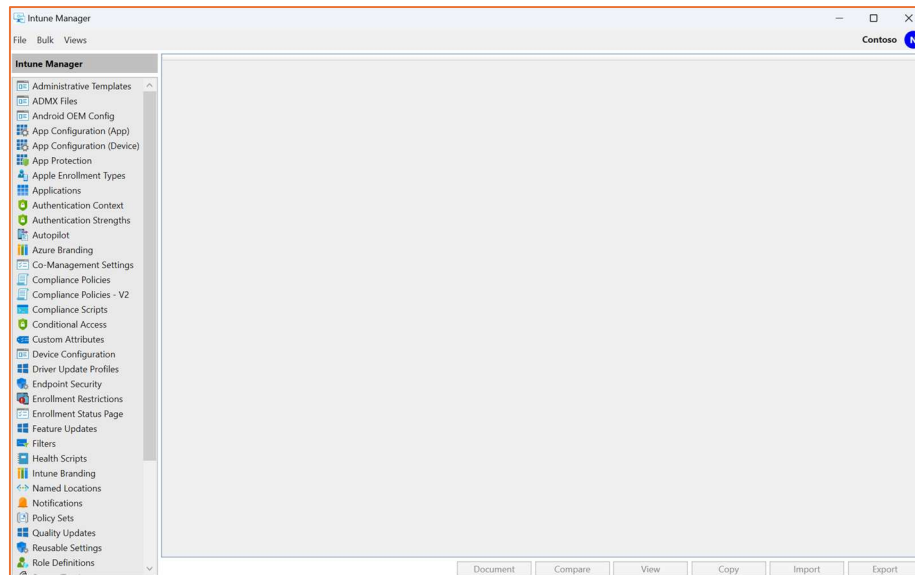 Intune Manager
File Bulk Views
Contoso N
Intune Manager
Administrative Templates
ADMX Files
Android OEM Config
App Configuration (App)
App Configuration (Device)
App Protection
Apple Enrollment Types
Applications
Authentication Context
Authentication Strengths
Autopilot
Azure Branding
Co-Management Settings
Compliance Policies
Compliance Policies - V2
Compliance Scripts
Conditional Access
Custom Attributes
Device Configuration
Driver Update Profiles
Endpoint Security
Enrollment Restrictions
Enrollment Status Page
Feature Updates
Filters
Health Scripts
Intune Branding
Named Locations
Notifications
Policy Sets
Quality Updates
Reusable Settings
Role Definitions
Document Compare View Copy Import Export